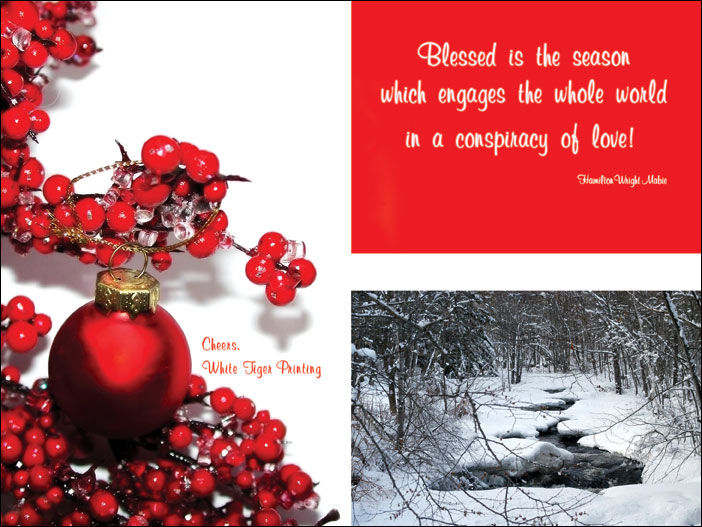 Blessed is the season
which engages the whole world
in a conspiracy of love!
Hamilton Wright Mabie
Cheers,
White Tiger Printing